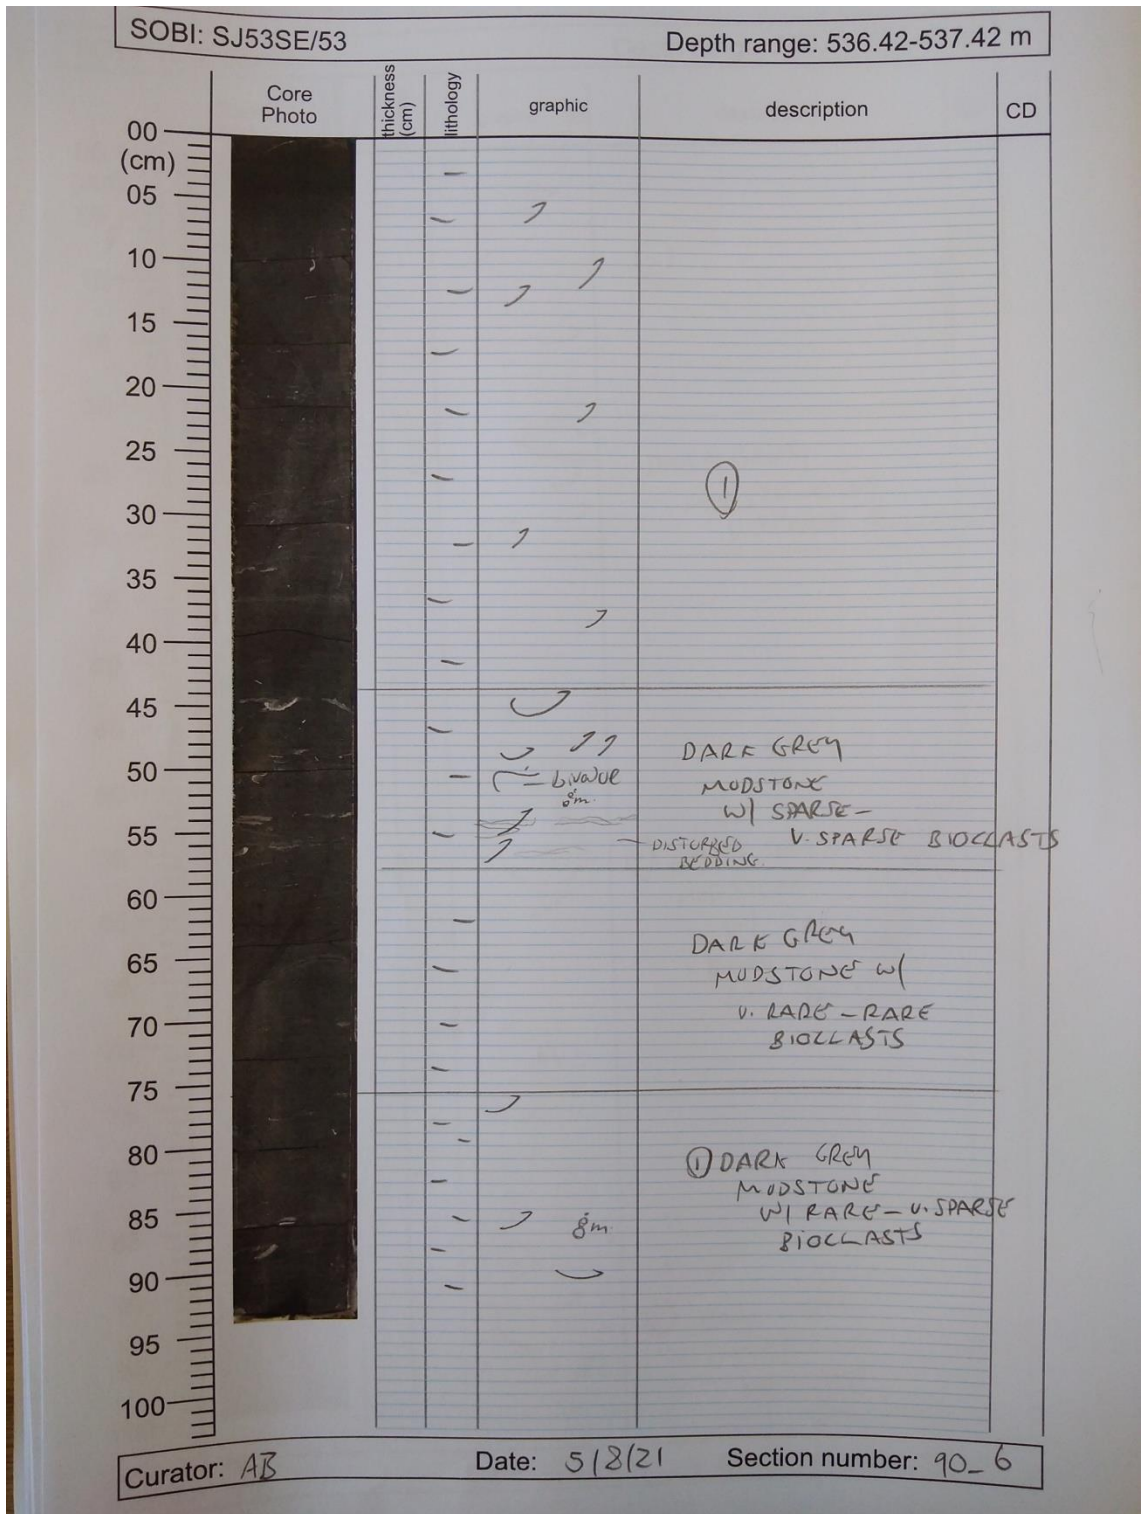 SOBI: SJ53SE/53
Depth range: 536.42-537.42 m
Core
Photo
thickness
(cm)
lithology
graphic
description
CD
00
(cm)
05
10
15
20
25
30
35
40
45
50
55
60
65
70
75
80
85
90
95
100
1
bivalve
gm.
DISTURBED
BEDDING.
DARK GREY
MUDSTONE
W/ SPARSE -
V. SPARSE BIOCLASTS
DARK GREY
MUDSTONE W/
V. RARE - RARE
BIOCLASTS
gm.
1 DARK GREY
MUDSTONE
W/ RARE - V. SPARSE
BIOCLASTS
Curator: AB
Date: 5/8/21
Section number: 90_6